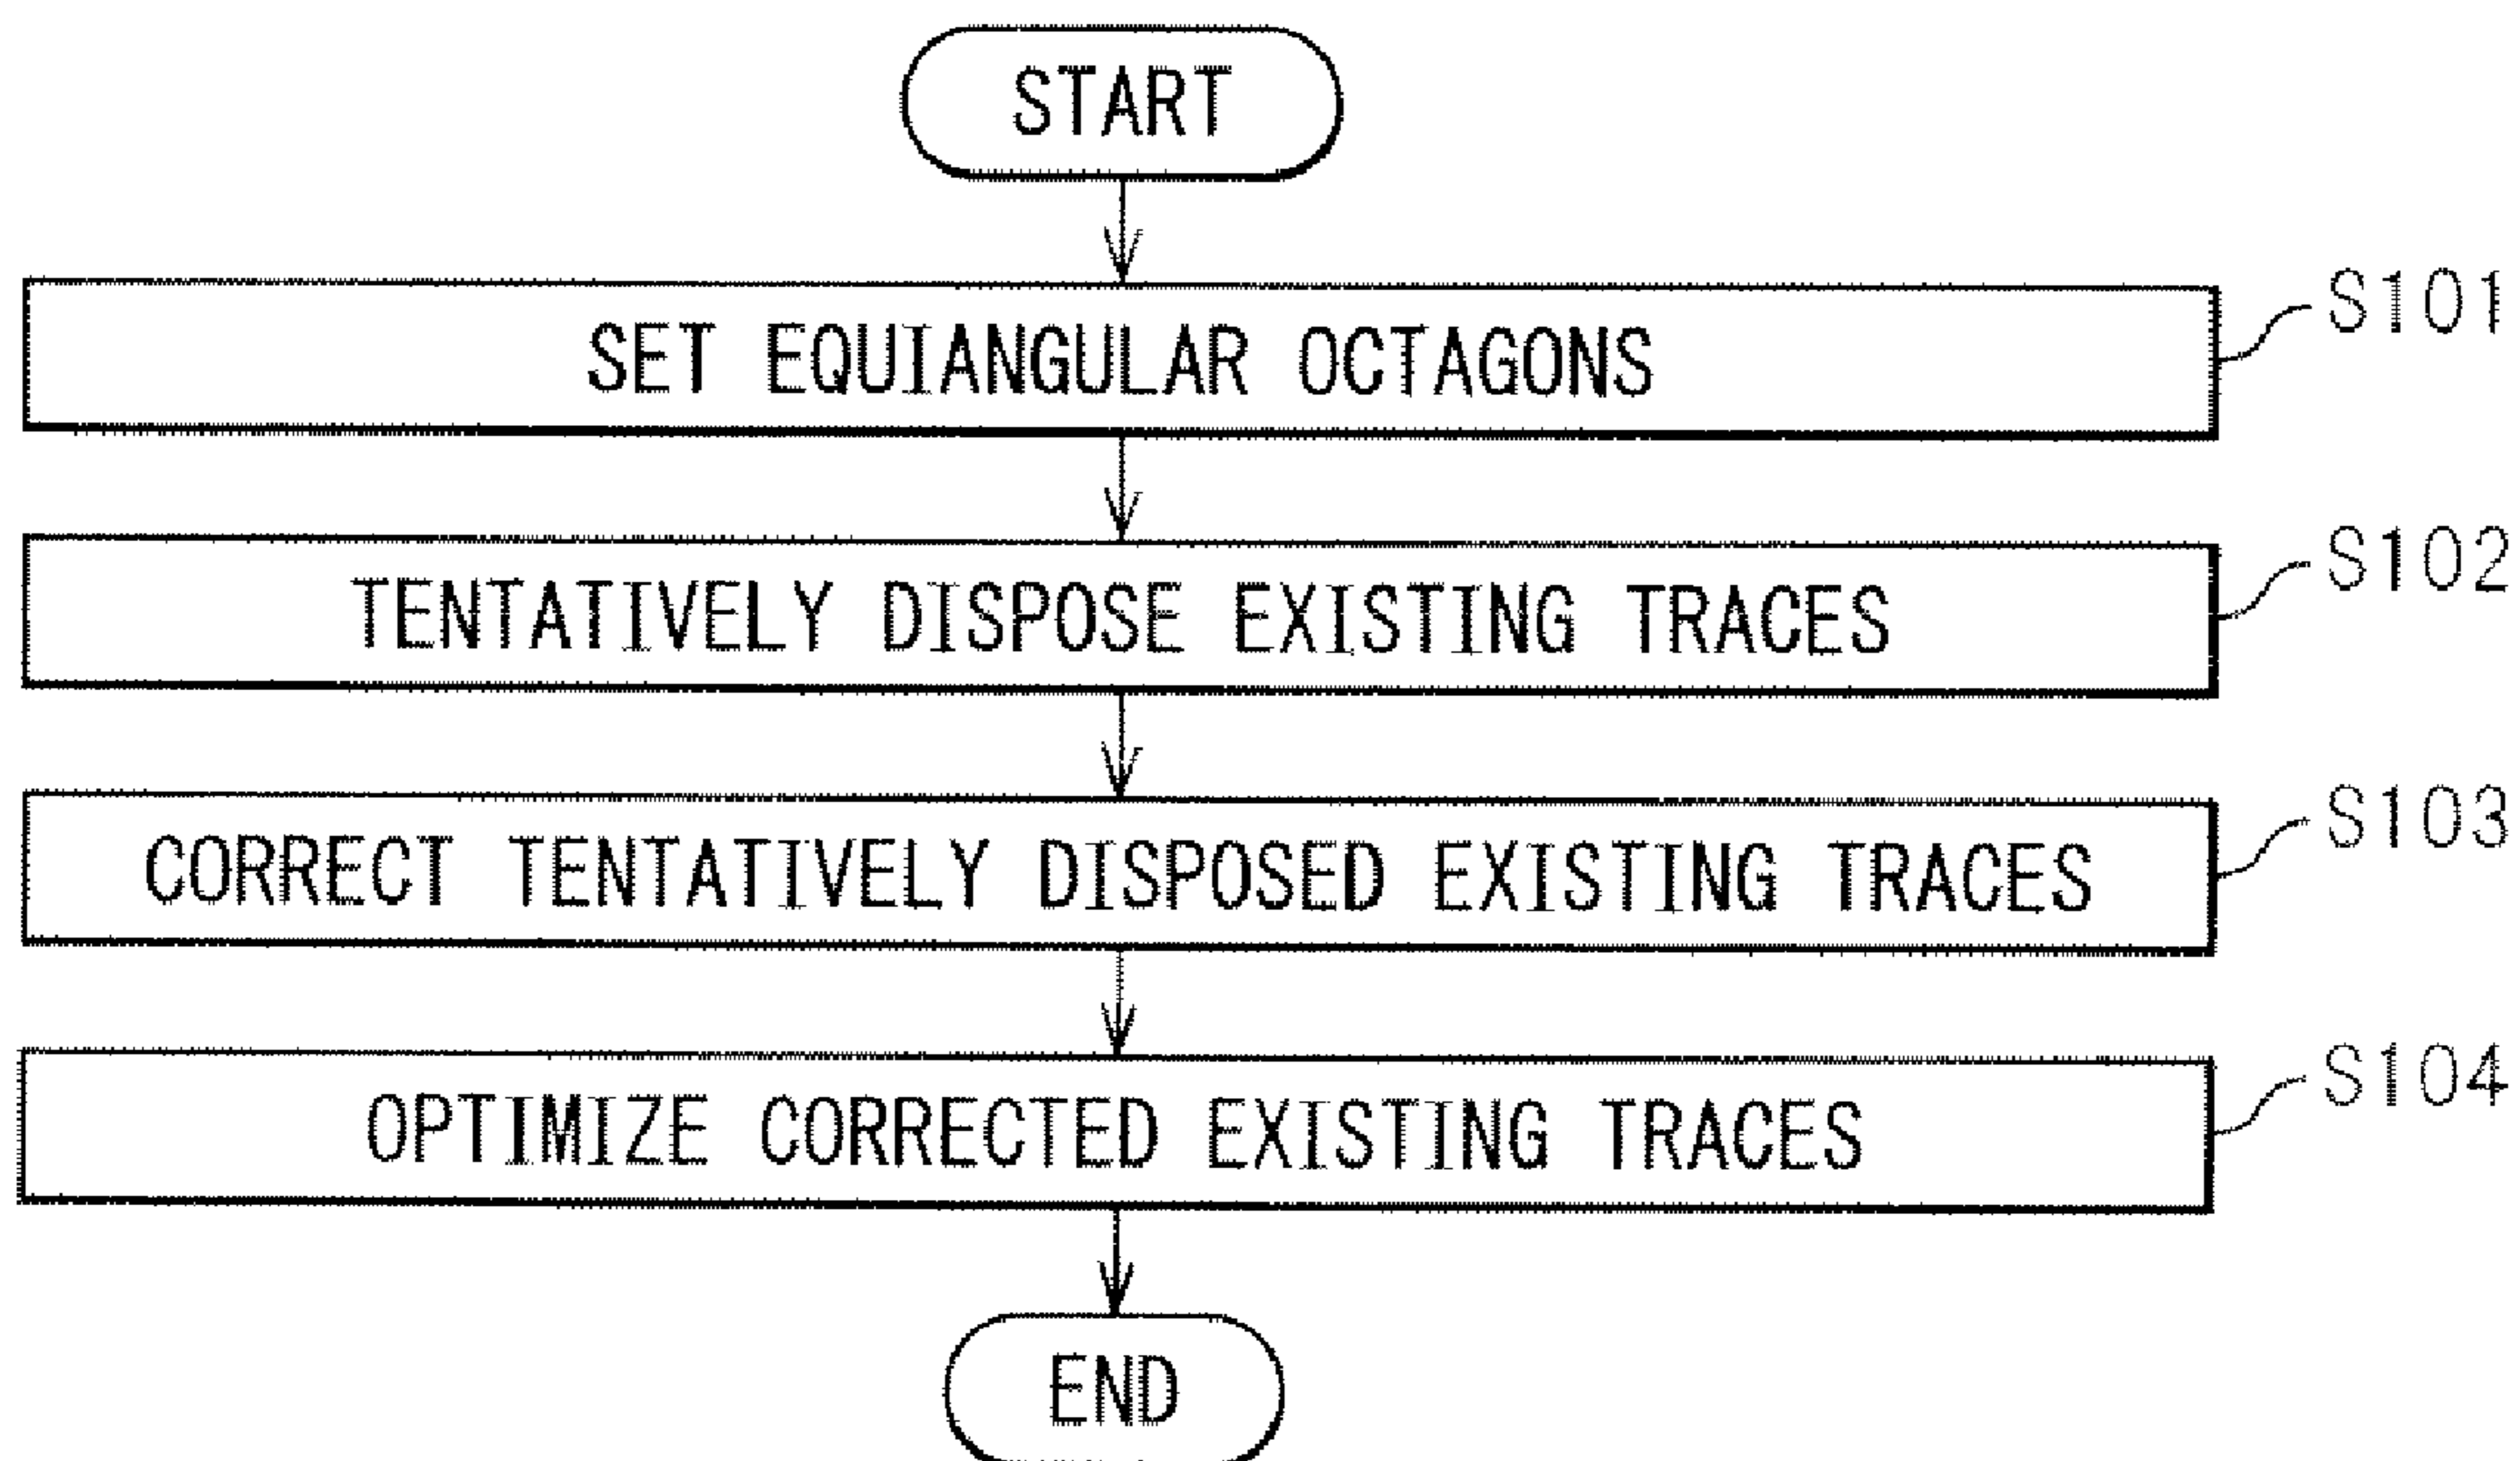 START
SET EQUIANGULAR OCTAGONS
S101
TENTATIVELY DISPOSE EXISTING TRACES
S102
CORRECT TENTATIVELY DISPOSED EXISTING TRACES
S103
OPTIMIZE CORRECTED EXISTING TRACES
S104
END